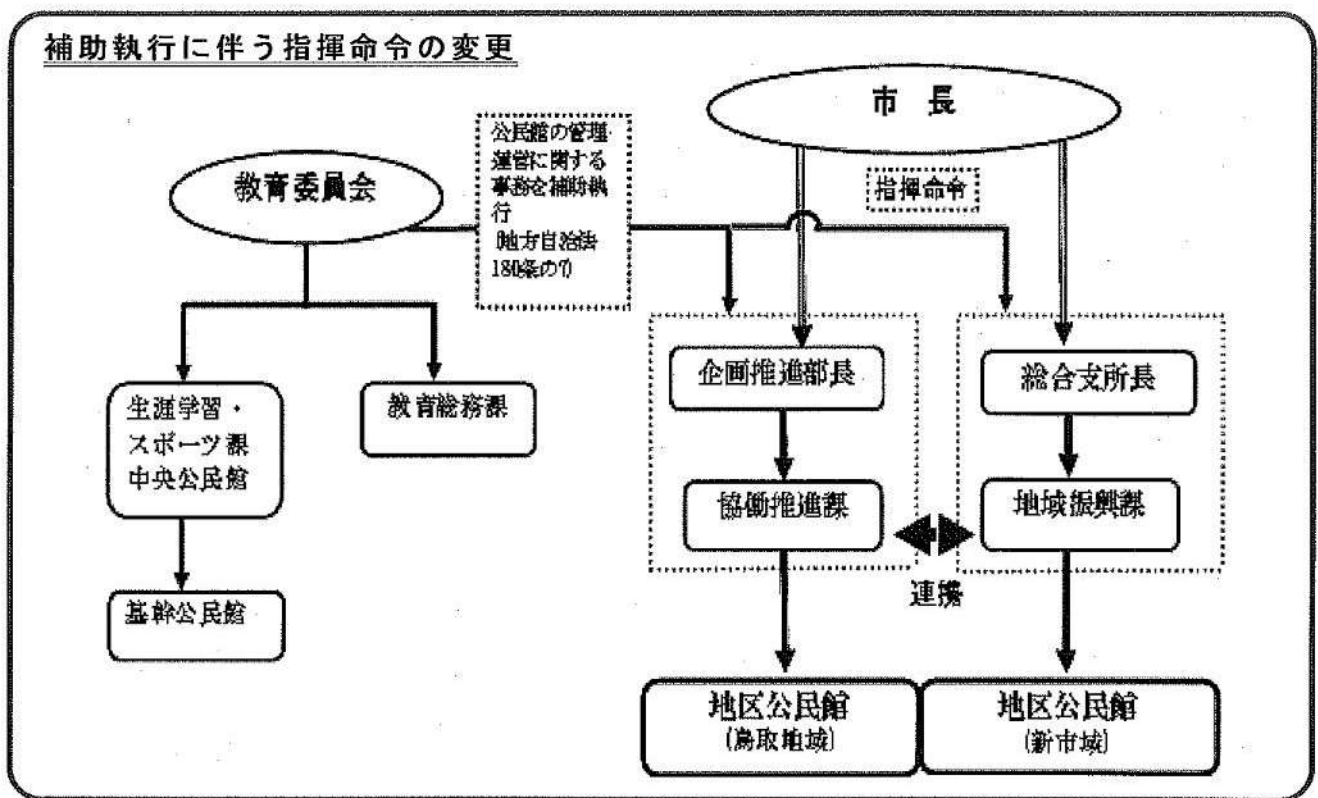 補助執行に伴う指揮命令の変更
市長
公民館の管理・
運営に関する
事務を補助執
行
(地方自治法
180条の7)
教育委員会
指揮命令
企画推進部長
総合支所長
生涯学習・
スポーツ課
中央公民館
教育総務課
協働推進課
地域振興課
連携
基幹公民館
地区公民館
(鳥取地域)
地区公民館
(新市域)